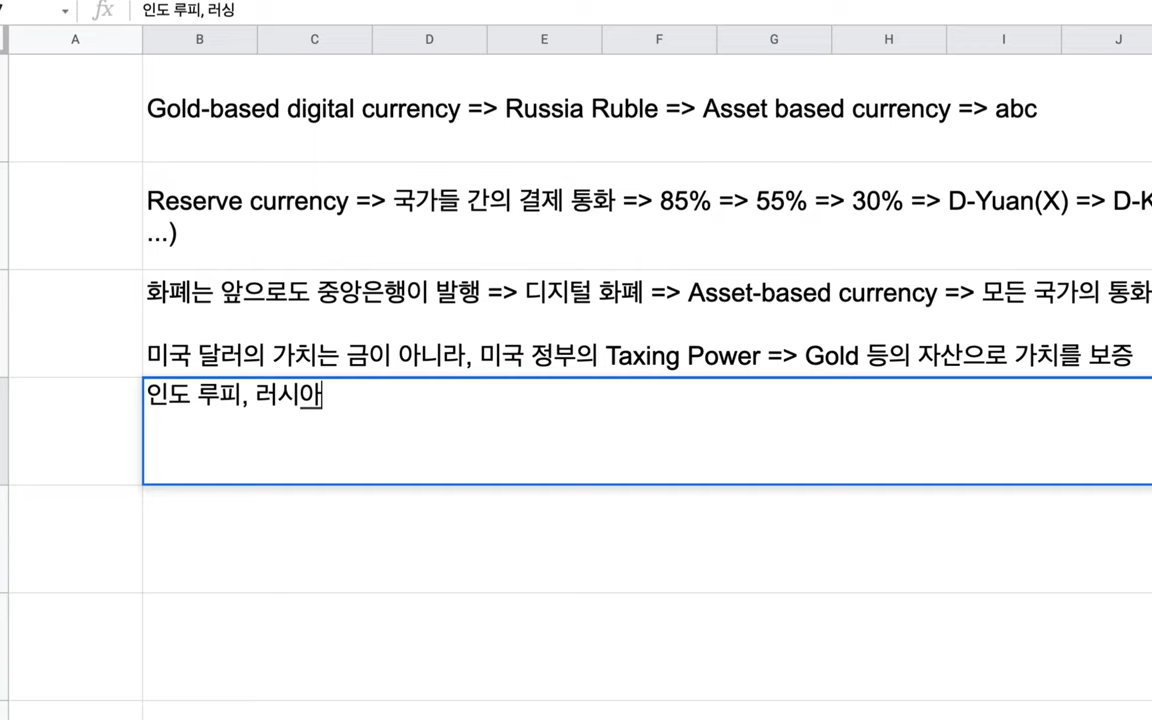 fx 인도 루피, 러싱
A B C D E F G H I J
Gold-based digital currency => Russia Ruble => Asset based currency => abc
Reserve currency => 국가들 간의 결제 통화 => 85% => 55% => 30% => D-Yuan(X) => D-K
...)
화폐는 앞으로도 중앙은행이 발행 => 디지털 화폐 => Asset-based currency => 모든 국가의 통화
미국 달러의 가치는 금이 아니라, 미국 정부의 Taxing Power => Gold 등의 자산으로 가치를 보증
인도 루피, 러시아